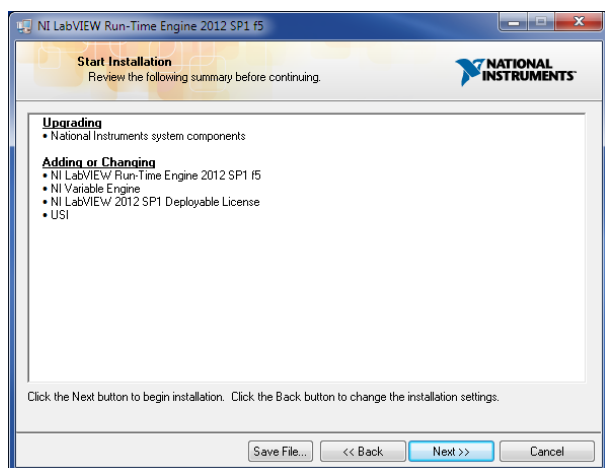 NI LabVIEW Run-Time Engine 2012 SP1 f5
Start Installation
Review the following summary before continuing.
NATIONAL
INSTRUMENTS™
Upgrading
• National Instruments system components
Adding or Changing
• NI LabVIEW Run-Time Engine 2012 SP1 f5
• NI Variable Engine
• NI LabVIEW 2012 SP1 Deployable License
• USI
Click the Next button to begin installation. Click the Back button to change the installation settings.
Save File... << Back Next >> Cancel